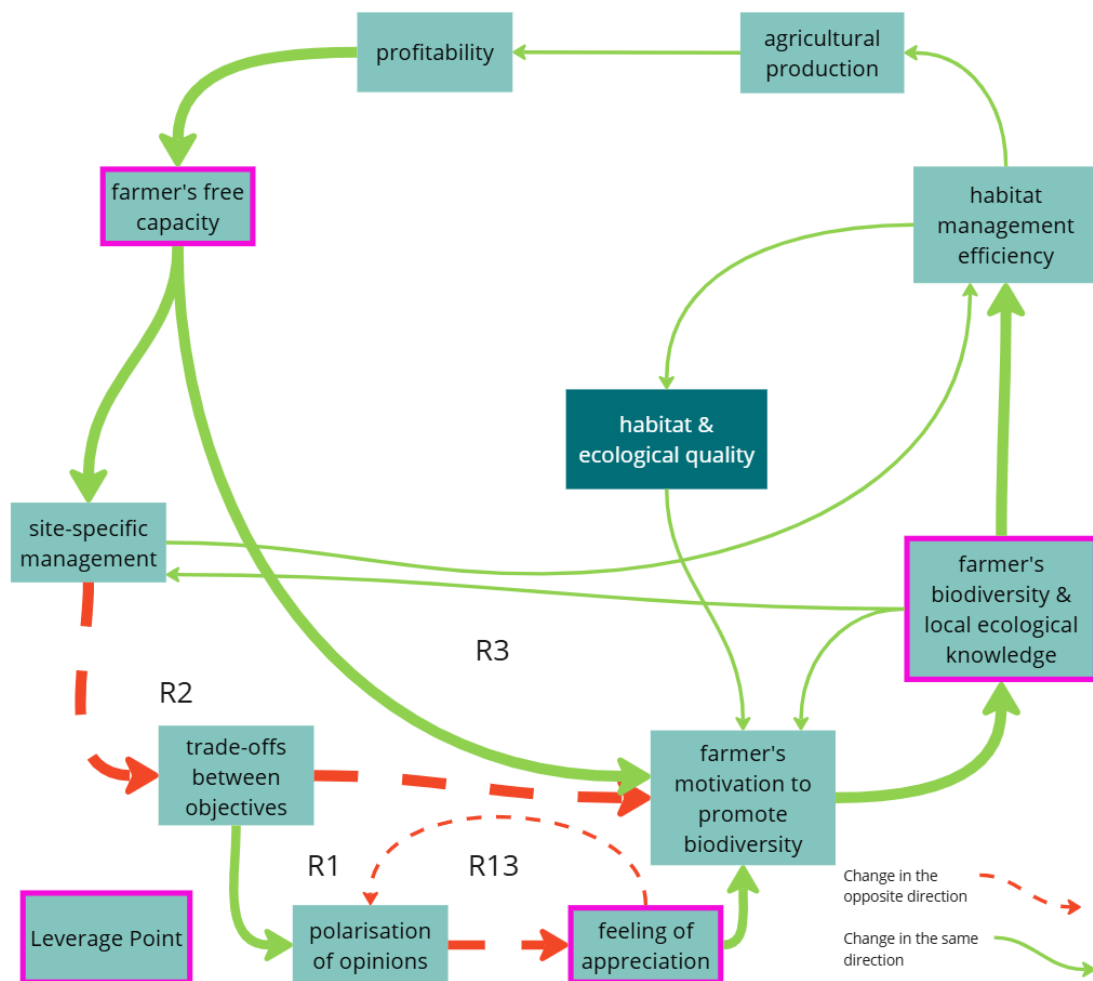 profitability
agricultural
production
farmer's free
capacity
habitat
management
efficiency
habitat &
ecological quality
site-specific
management
farmer's
biodiversity &
local ecological
knowledge
R3
R2
trade-offs
between
objectives
farmer's
motivation to
promote
biodiversity
R1
R13
Change in the
opposite direction
Leverage Point
polarisation
of opinions
feeling of
appreciation
Change in the same
direction